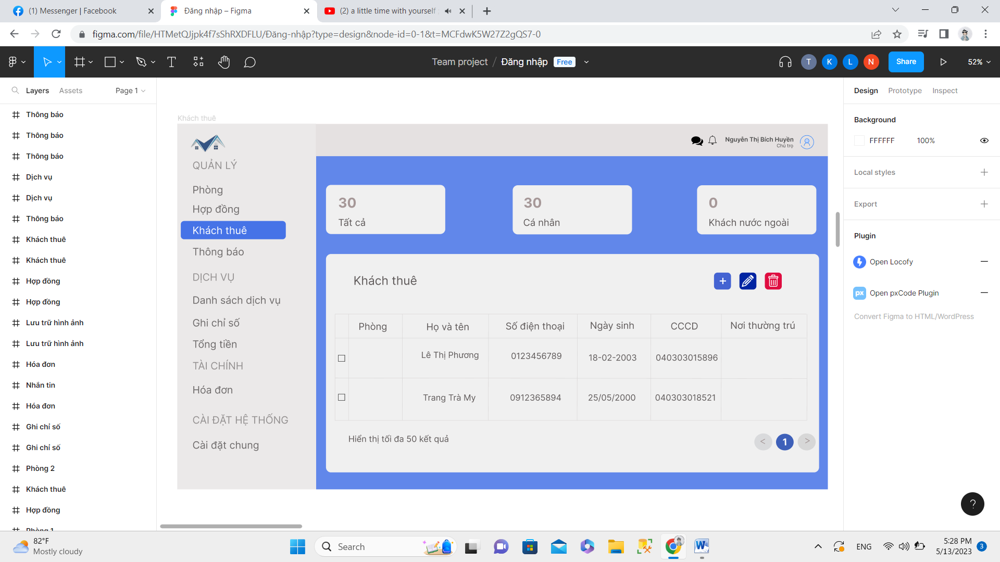 (1) Messenger | Facebook
Đăng nhập – Figma
(2) a little time with yourself
figma.com/file/HTMetQJjpk4f7sShRXDFLU/Đăng-nhập?type=design&node-id=0-1&t=MCFdwK5W27Z2gQS7-0
Team project / Đăng nhập Free
T K L N Share 52%
Layers Assets Page 1
Thông báo
Thông báo
Thông báo
Dịch vụ
Dịch vụ
Thông báo
Khách thuê
Khách thuê
Hợp đồng
Hợp đồng
Lưu trữ hình ảnh
Lưu trữ hình ảnh
Hóa đơn
Nhắn tin
Hóa đơn
Ghi chỉ số
Ghi chỉ số
Phòng 2
Khách thuê
Hợp đồng
Phòng 1
Khách thuê
QUẢN LÝ
Phòng
Hợp đồng
Khách thuê
Thông báo
DỊCH VỤ
Danh sách dịch vụ
Ghi chỉ số
Tổng tiền
TÀI CHÍNH
Hóa đơn
CÀI ĐẶT HỆ THỐNG
Cài đặt chung
Nguyễn Thị Bích Huyền
Chủ trọ
30
Tất cả
30
Cá nhân
0
Khách nước ngoài
Khách thuê
+
Phòng Họ và tên Số điện thoại Ngày sinh CCCD Nơi thường trú
Lê Thị Phương 0123456789 18-02-2003 040303015896
Trang Trà My 0912365894 25/05/2000 040303018521
Hiển thị tối đa 50 kết quả
< 1 >
Design Prototype Inspect
Background
FFFFFF 100%
Local styles
Export
Plugin
Open Locofy
px Open pxCode Plugin
Convert Figma to HTML/WordPress
?
82°F
Mostly cloudy
Search
ENG
5:28 PM
5/13/2023
3